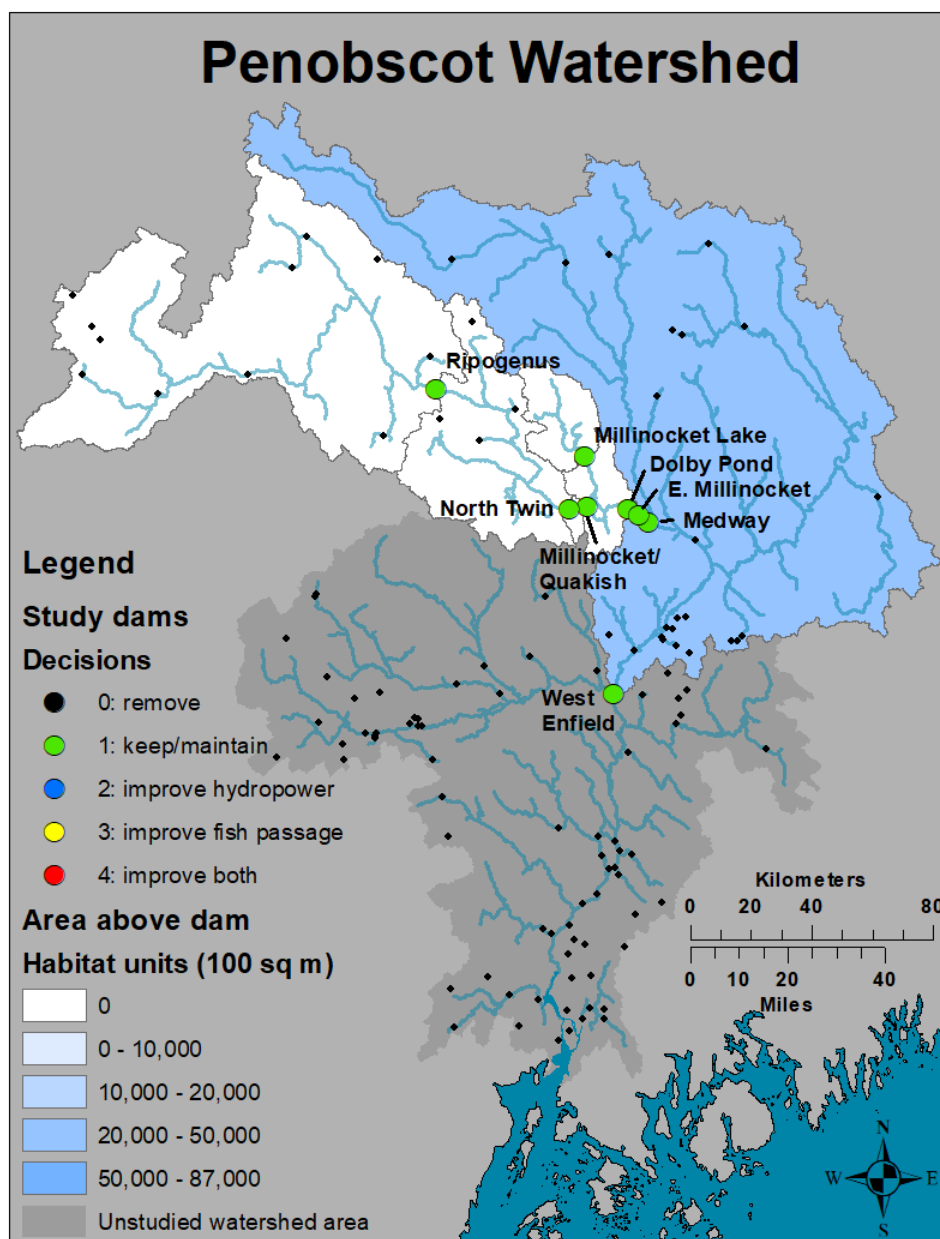 Penobscot Watershed
Ripogenus
Millinocket Lake
Dolby Pond
E. Millinocket
North Twin
Medway
Millinocket/
Quakish
West
Enfield
Legend
Study dams
Decisions
0: remove
1: keep/maintain
2: improve hydropower
3: improve fish passage
4: improve both
Area above dam
Habitat units (100 sq m)
0
0 - 10,000
10,000 - 20,000
20,000 - 50,000
50,000 - 87,000
Unstudied watershed area
Kilometers
0 20 40 80
0 10 20 40
Miles
N
W E
S